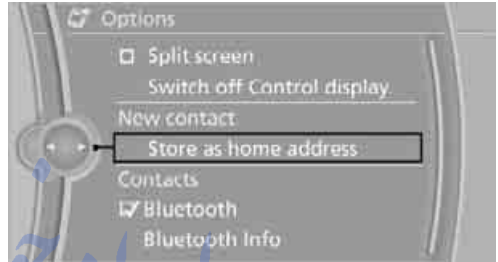 Options
Split screen
Switch off Control display
New contact
Store as home address
Contacts
Bluetooth
Bluetooth Info